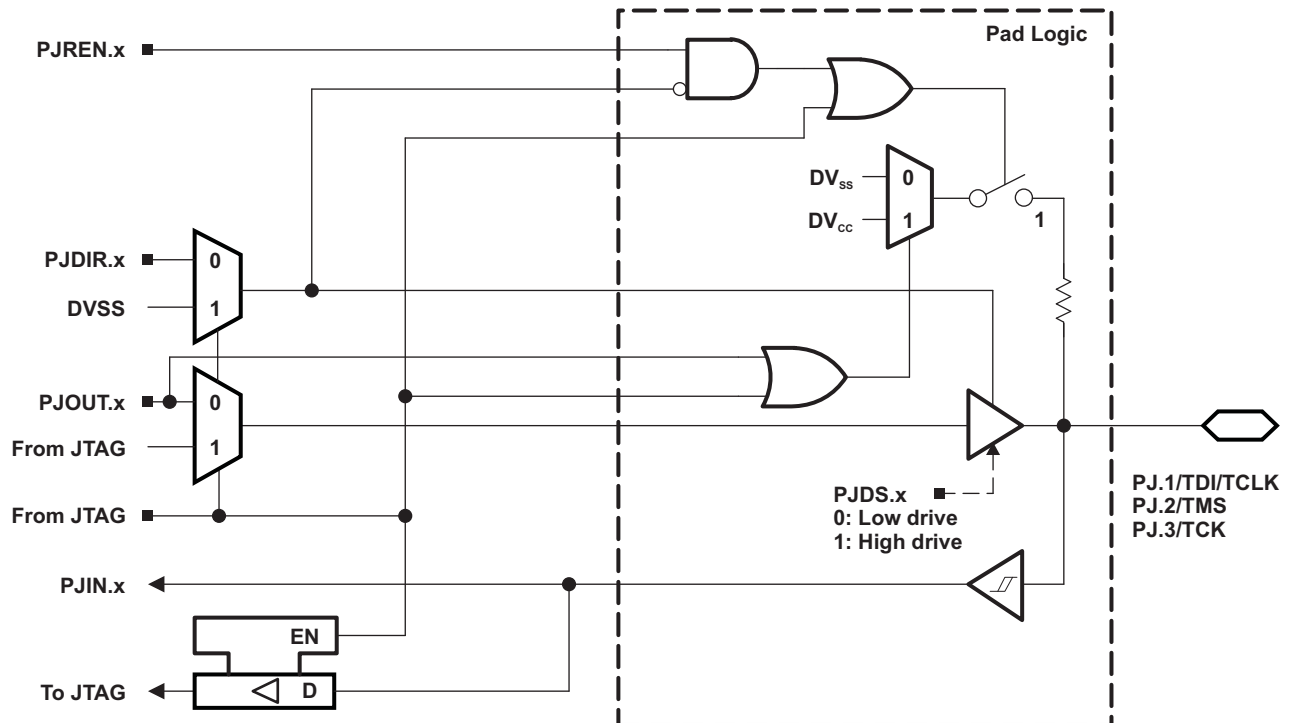 Pad Logic
PJREN.x
DVss 0
DVcc 1
1
PJDIR.x 0
DVSS 1
PJOUT.x 0
From JTAG 1
PJDS.x
0: Low drive
1: High drive
PJ.1/TDI/TCLK
PJ.2/TMS
PJ.3/TCK
From JTAG
PJIN.x
EN
To JTAG D